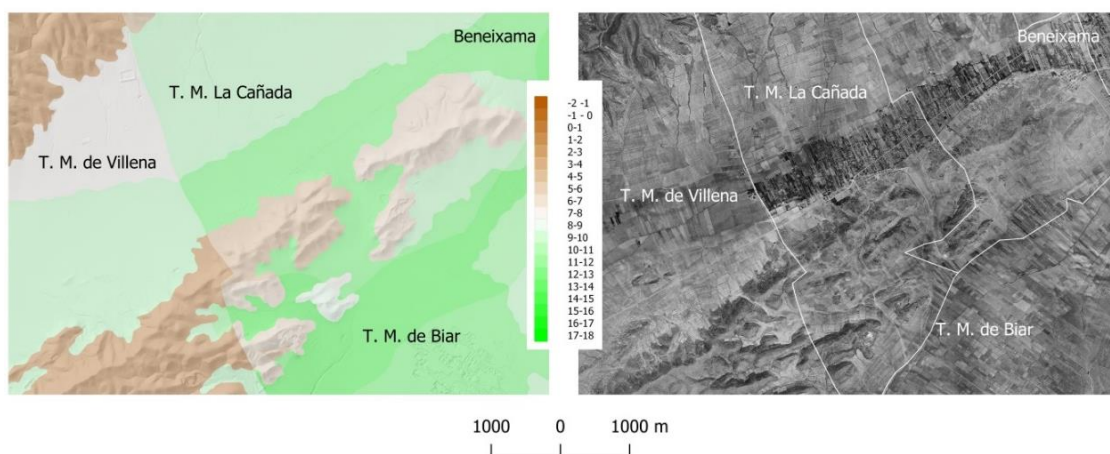 Beneixama
T. M. La Cañada
T. M. de Villena
T. M. de Biar
-2 -1
-1 - 0
0-1
1-2
2-3
3-4
4-5
5-6
6-7
7-8
8-9
9-10
10-11
11-12
12-13
13-14
14-15
15-16
16-17
17-18
Beneixama
T. M. La Cañada
T. M. de Villena
T. M. de Biar
1000 0 1000 m